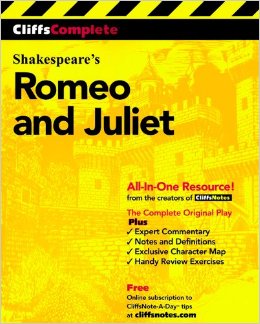 CliffsComplete
Shakespeare's
Romeo
and Juliet
All-In-One Resource!
from the creators of CliffsNotes
The Complete Original Play
Plus
✓ Expert Commentary
✓ Notes and Definitions
✓ Exclusive Character Map
✓ Handy Review Exercises
Free
Online subscription to
CliffsNote-A-Day™ tips
at cliffsnotes.com